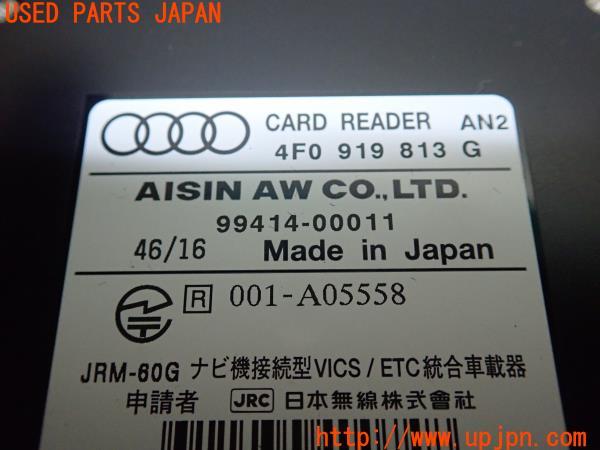 USED PARTS JAPAN
CARD READER AN2
4F0 919 813 G
AISIN AW CO.,LTD.
99414-00011
46/16 Made in Japan
R 001-A05558
JRM-60G ナビ機接続型VICS/ETC統合車載器
申請者 JRC 日本無線株式会社
http://www.upjpn.com